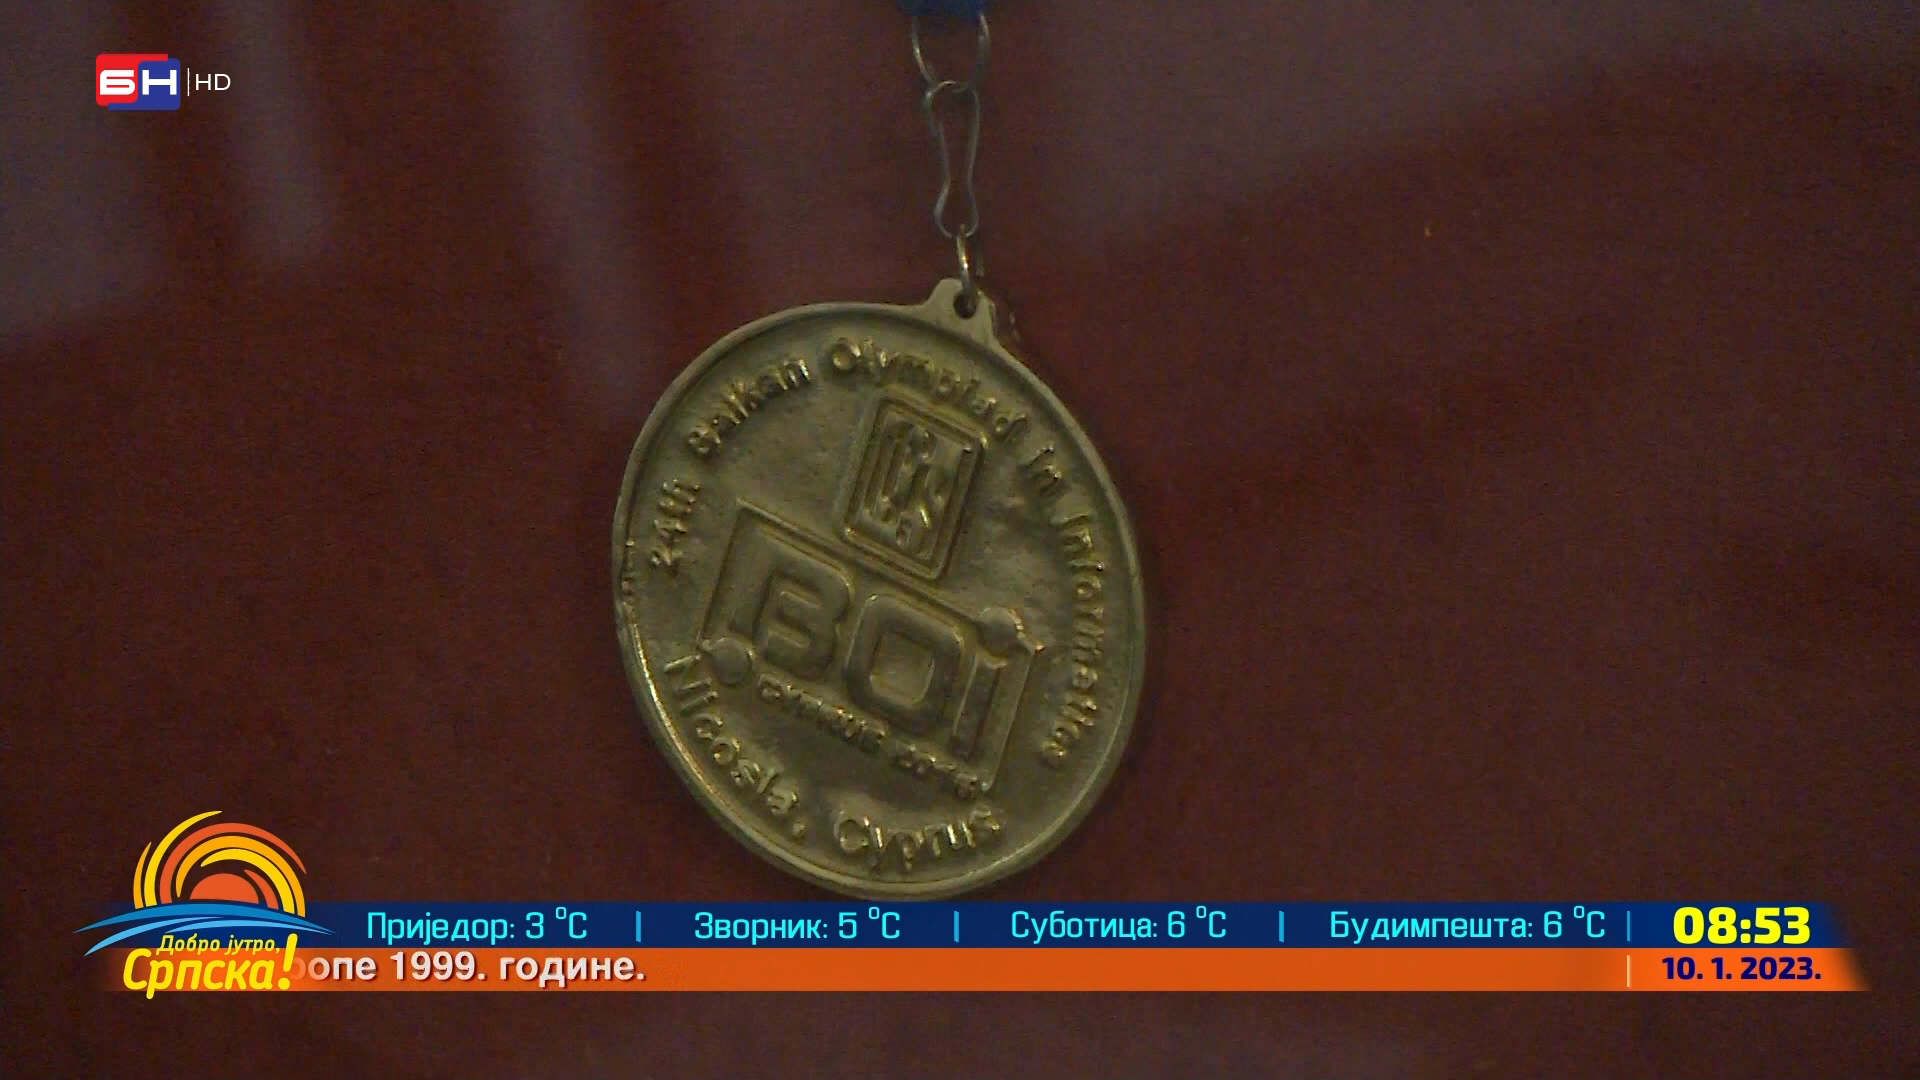 БН HD
24th Balkan Olympiad in Informatics
BOI
CYPRUS 2016
Nicosia, Cyprus
Приједор: 3 °C | Зворник: 5 °C | Суботица: 6 °C | Будимпешта: 6 °C | 08:53
Добро јутро,
Српска!
опе 1999. године. | 10. 1. 2023.